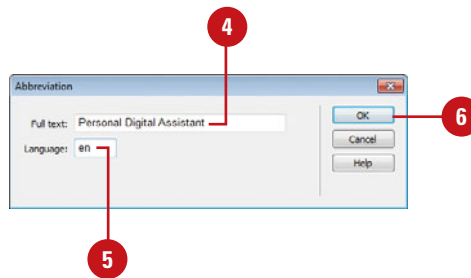 4
Abbreviation
Full text: Personal Digital Assistant
OK
6
Language: en
Cancel
Help
5